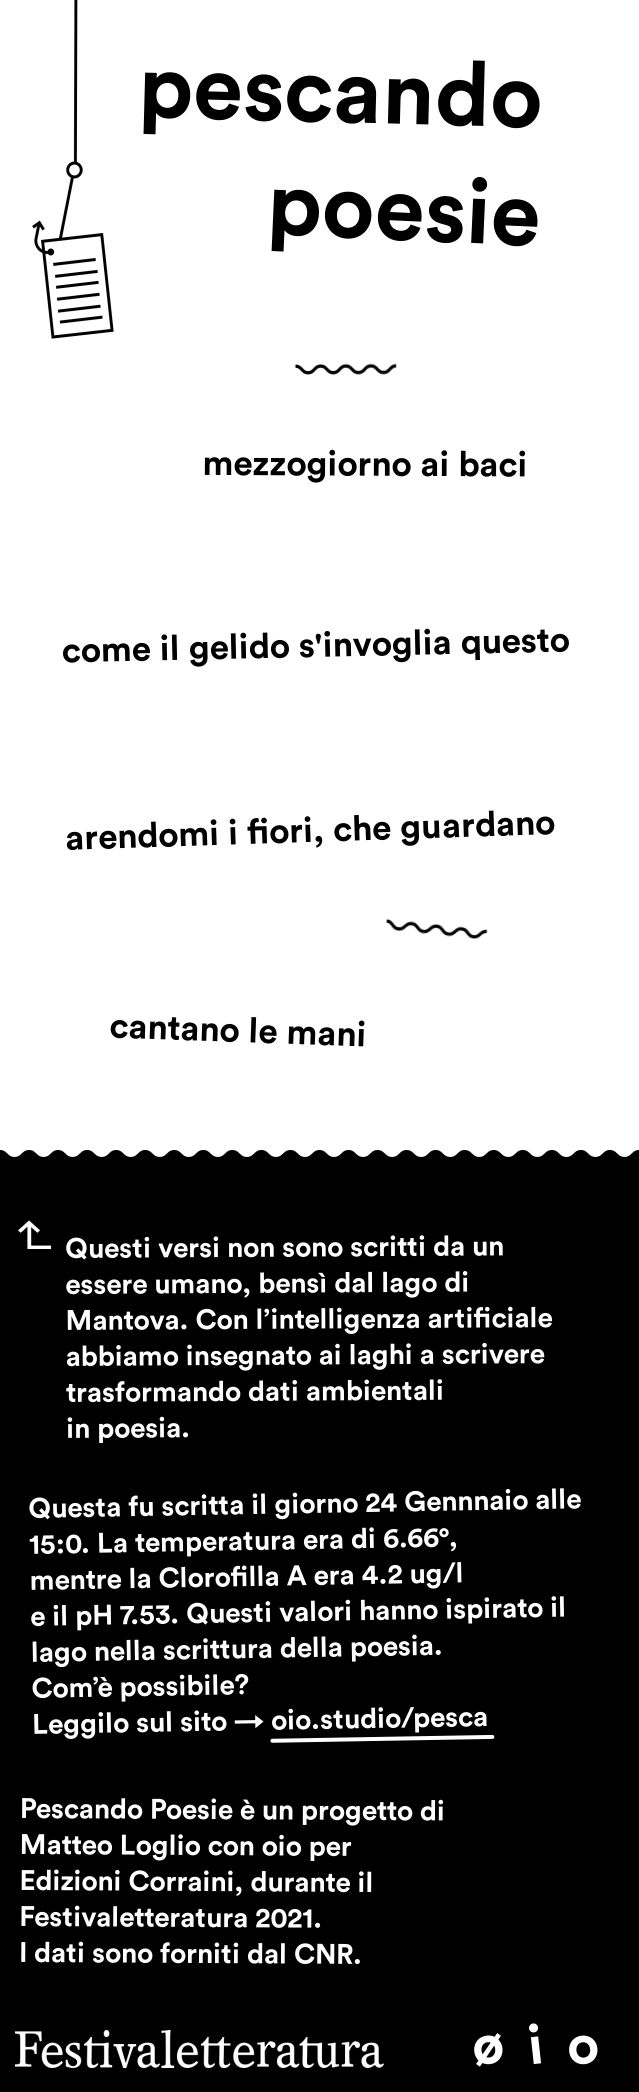 pescando
poesie
mezzogiorno ai baci
come il gelido s'invoglia questo
arendomi i fiori, che guardano
cantano le mani
Questi versi non sono scritti da un
essere umano, bensì dal lago di
Mantova. Con l’intelligenza artificiale
abbiamo insegnato ai laghi a scrivere
trasformando dati ambientali
in poesia.
Questa fu scritta il giorno 24 Gennnaio alle
15:0. La temperatura era di 6.66°,
mentre la Clorofilla A era 4.2 ug/l
e il pH 7.53. Questi valori hanno ispirato il
lago nella scrittura della poesia.
Com’è possibile?
Leggilo sul sito → oio.studio/pesca
Pescando Poesie è un progetto di
Matteo Loglio con oio per
Edizioni Corraini, durante il
Festivaletteratura 2021.
I dati sono forniti dal CNR.
Festivaletteratura
øio